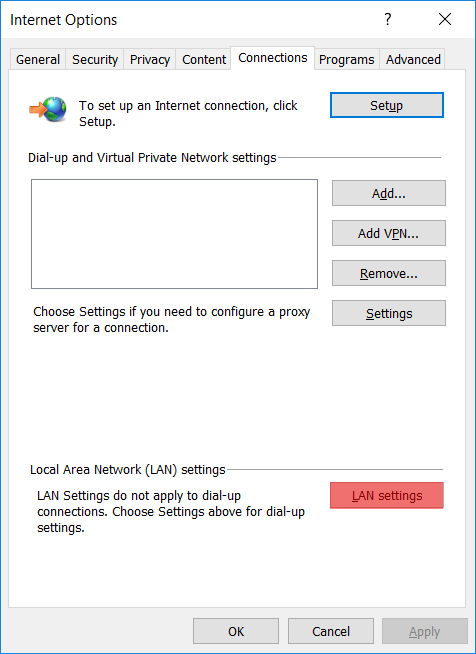 Internet Options ? ×
General Security Privacy Content Connections Programs Advanced
To set up an Internet connection, click
Setup.
Setup
Dial-up and Virtual Private Network settings
Add...
Add VPN...
Remove...
Choose Settings if you need to configure a proxy
server for a connection.
Settings
Local Area Network (LAN) settings
LAN Settings do not apply to dial-up
connections. Choose Settings above for dial-up
settings.
LAN settings
OK Cancel Apply